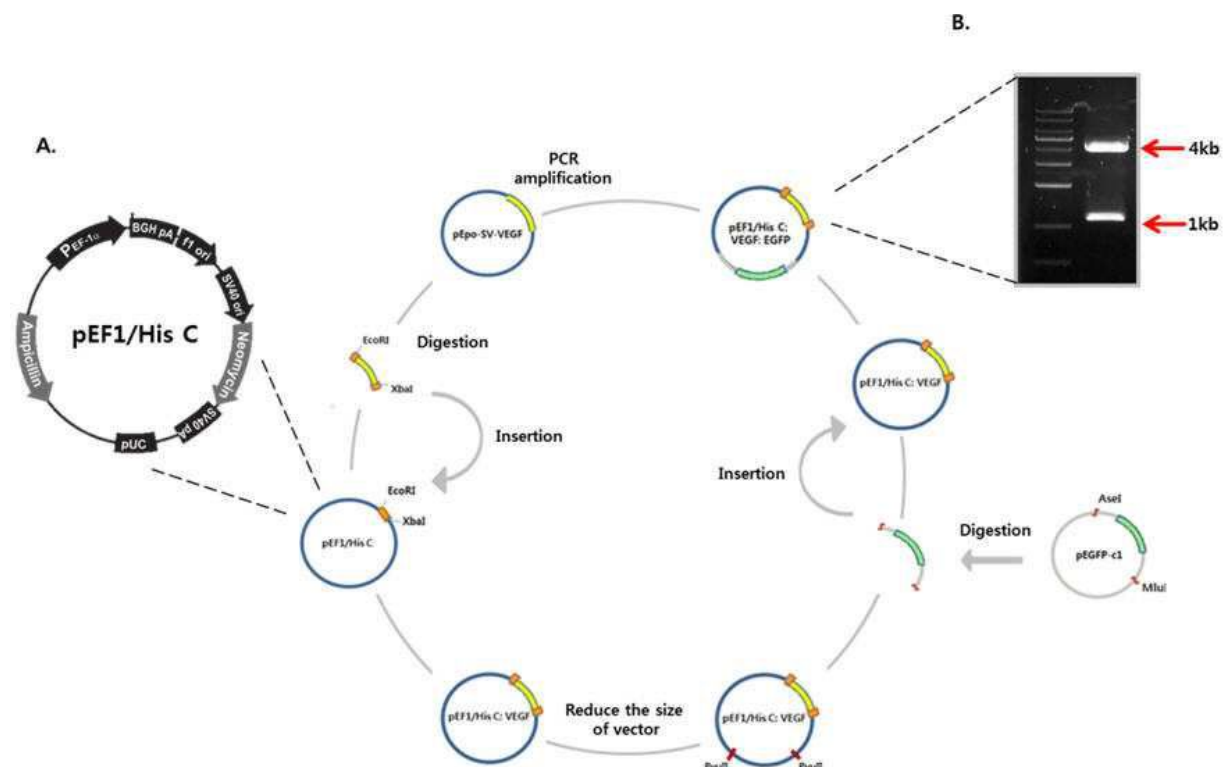 A.
B.
4kb
1kb
PCR
amplification
pEpo-SV-VEGF
pEF1/His C:
VEGF: EGFP
PEF-1α
BGH pA
f1 ori
SV40 ori
Neomycin
SV40 pA
pUC
Ampicillin
pEF1/His C
EcoRI
XbaI
Digestion
Insertion
EcoRI
XbaI
pEF1/His C
pEF1/His C: VEGF
Insertion
AseI
pEGFP-c1
MluI
Digestion
pEF1/His C: VEGF
Reduce the size
of vector
pEF1/His C: VEGF